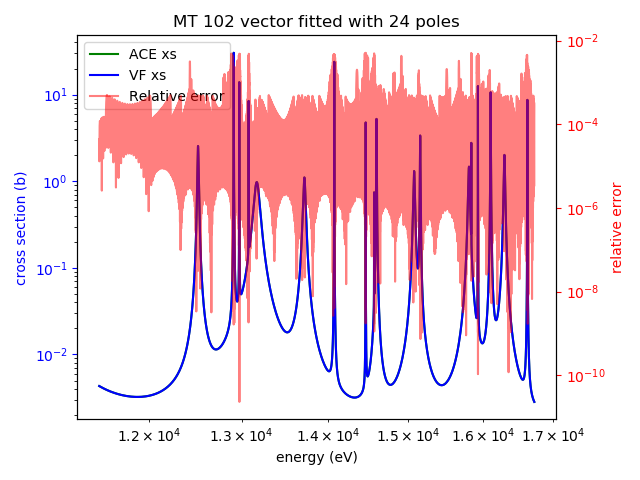 MT 102 vector fitted with 24 poles
ACE xs
VF xs
Relative error
cross section (b)
10¹
10⁰
10⁻¹
10⁻²
relative error
10⁻²
10⁻⁴
10⁻⁶
10⁻⁸
10⁻¹⁰
1.2 × 10⁴ 1.3 × 10⁴ 1.4 × 10⁴ 1.5 × 10⁴ 1.6 × 10⁴ 1.7 × 10⁴
energy (eV)